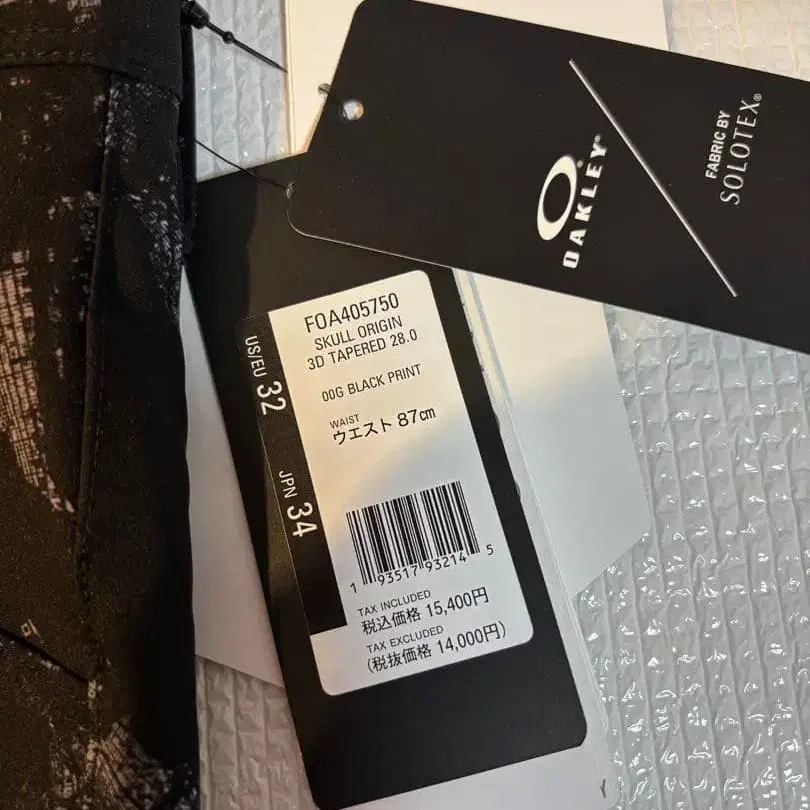 OAKLEY®
FABRIC BY
SOLOTEX®
FOA405750
SKULL ORIGIN
3D TAPERED 28.0
00G BLACK PRINT
WAIST
ウエスト 87cm
US/EU 32
JPN 34
1 93517 93214 5
TAX INCLUDED
税込価格 15,400円
TAX EXCLUDED
(税抜価格 14,000円)
Y